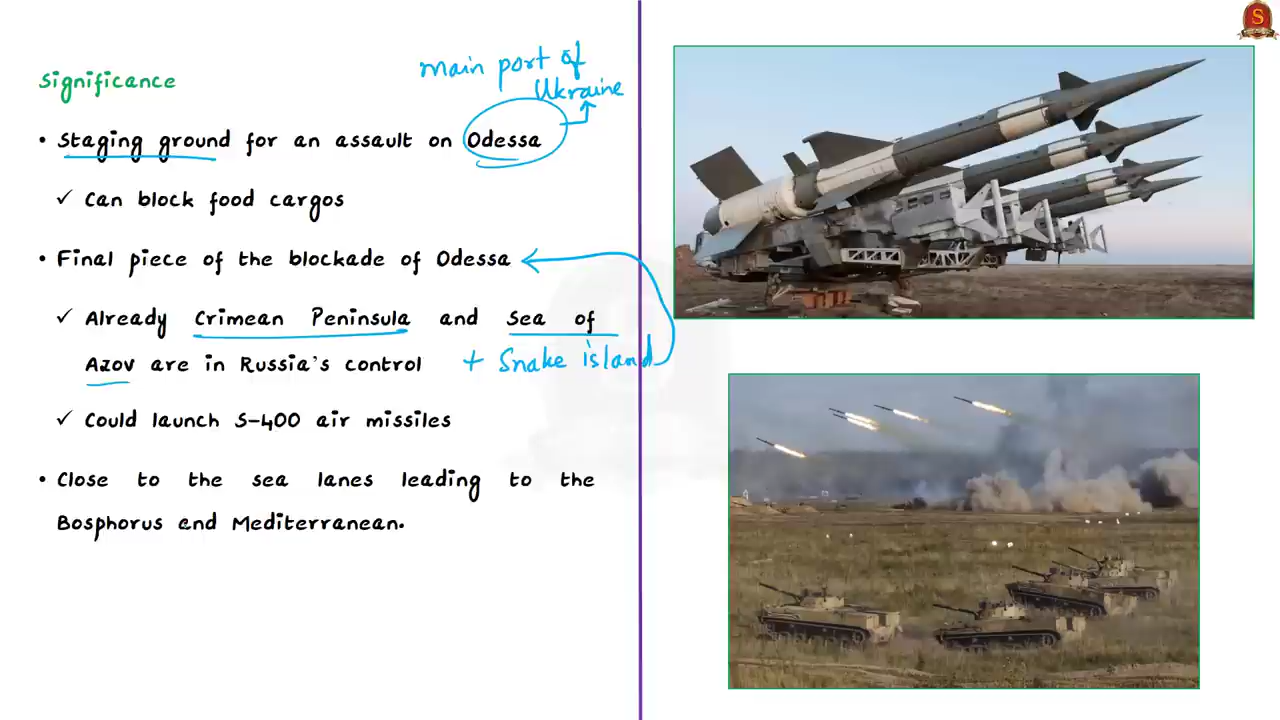 Significance
main port of
Ukraine
• Staging ground for an assault on Odessa
✓ Can block food cargos
• Final piece of the blockade of Odessa
✓ Already Crimean Peninsula and Sea of
Azov are in Russia's control + Snake island
✓ Could launch S-400 air missiles
• Close to the sea lanes leading to the
Bosphorus and Mediterranean.
S